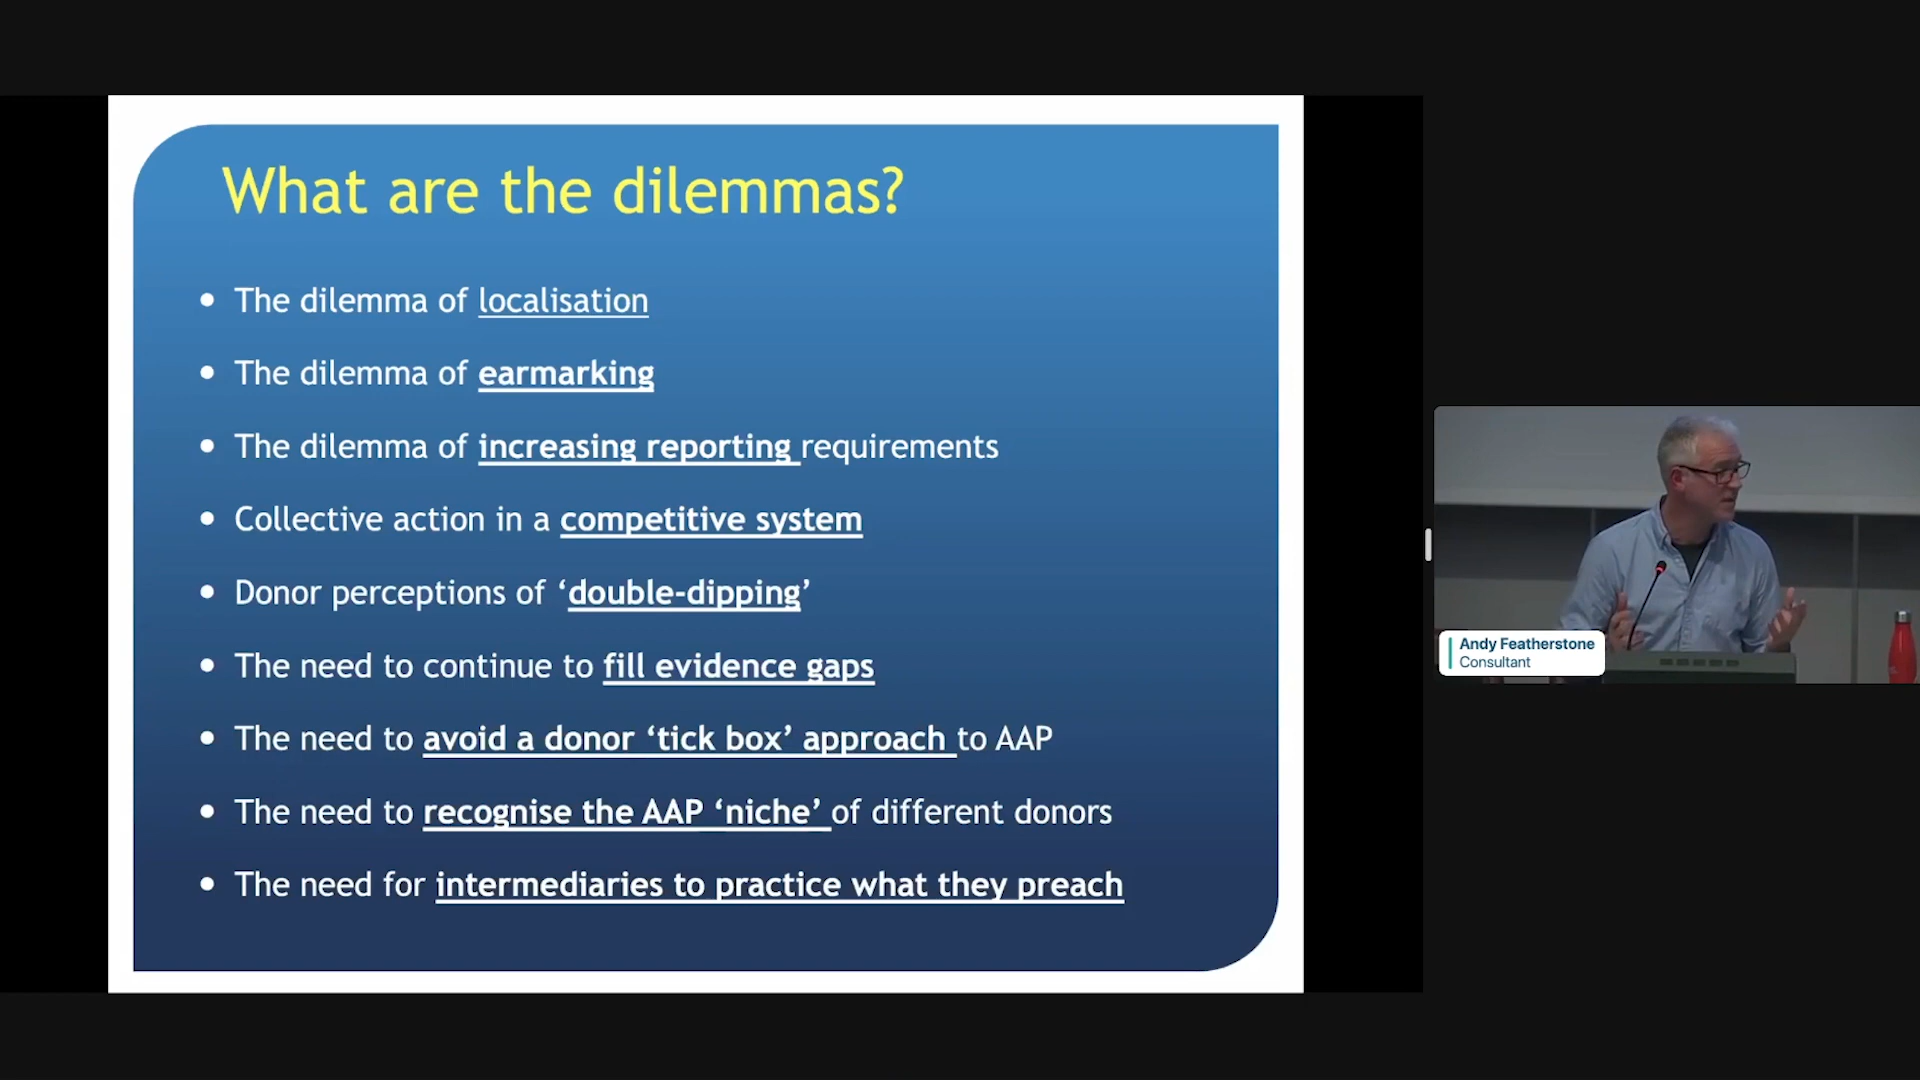 What are the dilemmas?
• The dilemma of localisation
• The dilemma of earmarking
• The dilemma of increasing reporting requirements
• Collective action in a competitive system
• Donor perceptions of ‘double-dipping’
• The need to continue to fill evidence gaps
• The need to avoid a donor ‘tick box’ approach to AAP
• The need to recognise the AAP ‘niche’ of different donors
• The need for intermediaries to practice what they preach
Andy Featherstone
Consultant